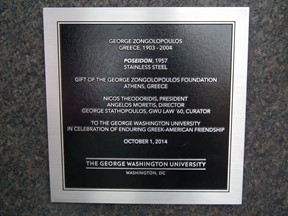 GEORGE ZONGOLOPOULOS
GREECE, 1903 - 2004
POSEIDON, 1957
STAINLESS STEEL
GIFT OF THE GEORGE ZONGOLOPOULOS FOUNDATION
ATHENS, GREECE
NICOS THEODORIDIS, PRESIDENT
ANGELOS MORETIS, DIRECTOR
GEORGE STATHOPOULOS, GWU LAW '60, CURATOR
TO THE GEORGE WASHINGTON UNIVERSITY
IN CELEBRATION OF ENDURING GREEK-AMERICAN FRIENDSHIP
OCTOBER 1, 2014
THE GEORGE WASHINGTON UNIVERSITY
WASHINGTON, DC